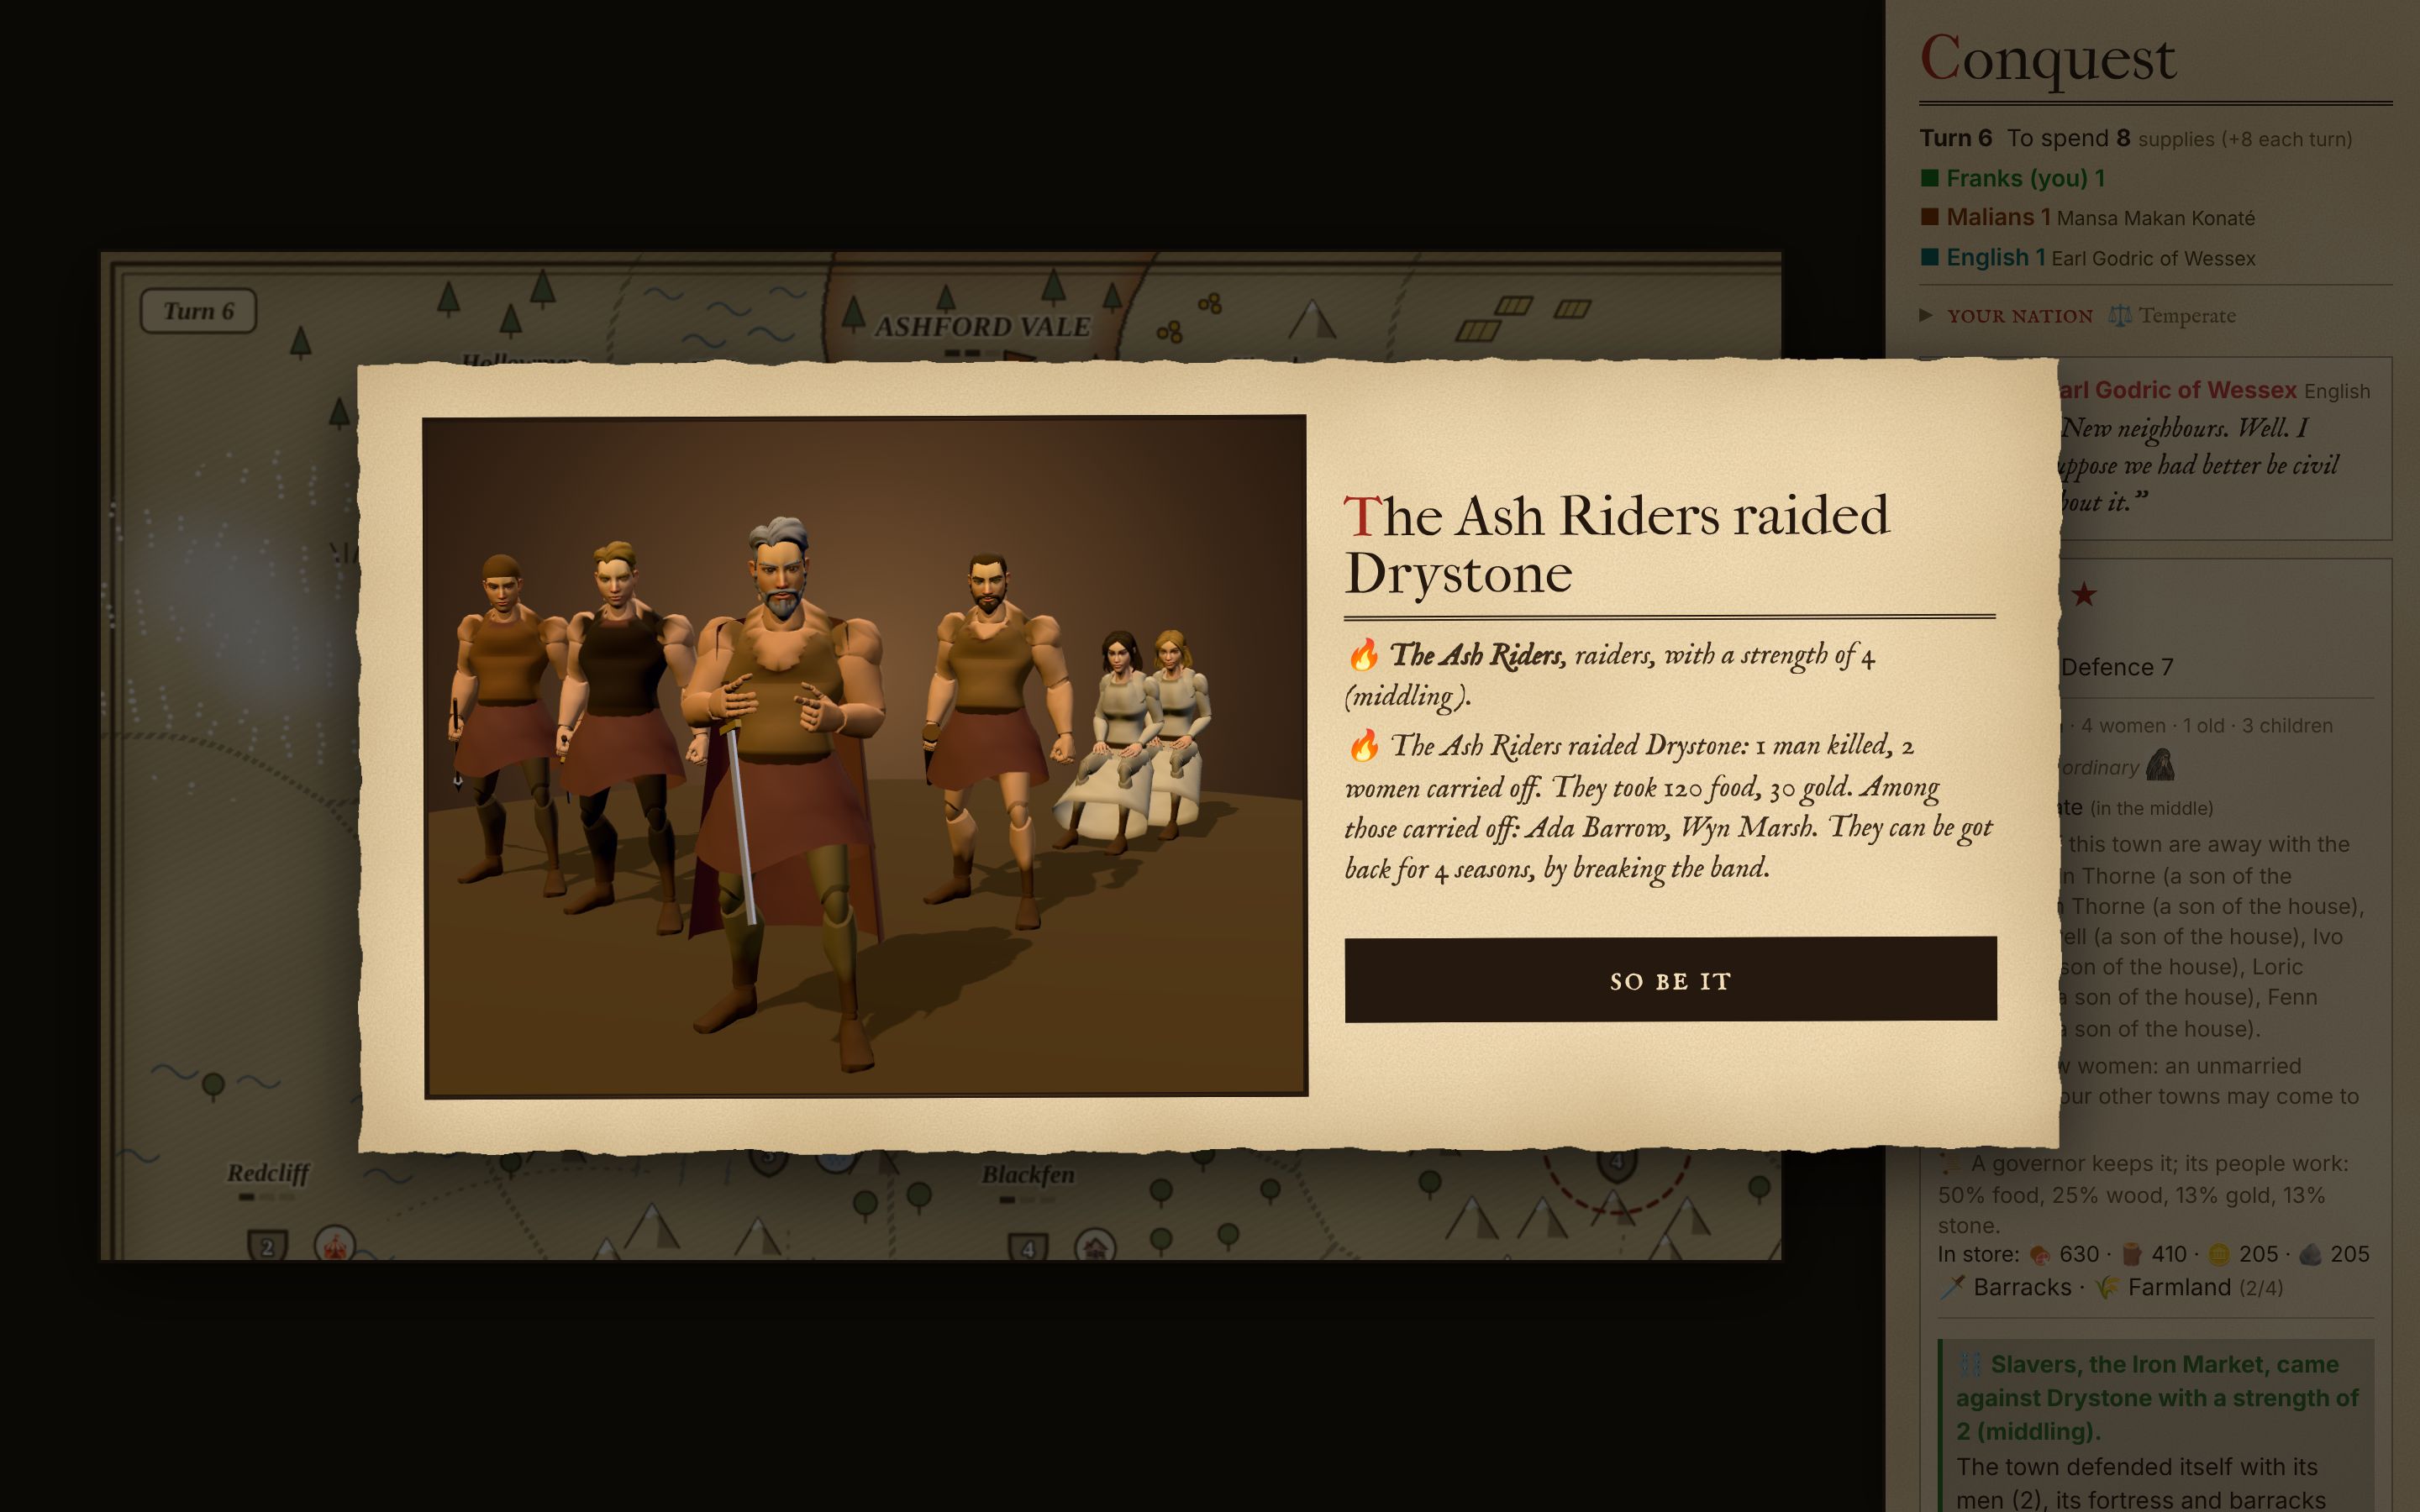 Turn 6
ASHFORD VALE
The Ash Riders raided
Drystone
🔥 The Ash Riders, raiders, with a strength of 4
(middling).
🔥 The Ash Riders raided Drystone: 1 man killed, 2
women carried off. They took 120 food, 30 gold. Among
those carried off: Ada Barrow, Wyn Marsh. They can be got
back for 4 seasons, by breaking the band.
SO BE IT
Redcliff
Blackfen
2
4
4
Conquest
Turn 6 To spend 8 supplies (+8 each turn)
Franks (you) 1
Malians 1 Mansa Makan Konaté
English 1 Earl Godric of Wessex
YOUR NATION ⚖️ Temperate
Godric of Wessex English
New neighbours. Well. I
we had better be civil
it.”
Defence 7
· 4 women · 1 old · 3 children
ordinary
(in the middle)
this town are away with the
Thorne (a son of the
Thorne (a son of the house),
(a son of the house), Ivo
son of the house), Loric
a son of the house), Fenn
a son of the house).
women: an unmarried
other towns may come to
A governor keeps it; its people work:
50% food, 25% wood, 13% gold, 13%
stone.
In store: 🍖 630 · 🪵 410 · 🪙 205 · 🪨 205
🗡️ Barracks · 🌾 Farmland (2/4)
Slavers, the Iron Market, came
against Drystone with a strength of
2 (middling).
The town defended itself with its
men (2), its fortress and barracks